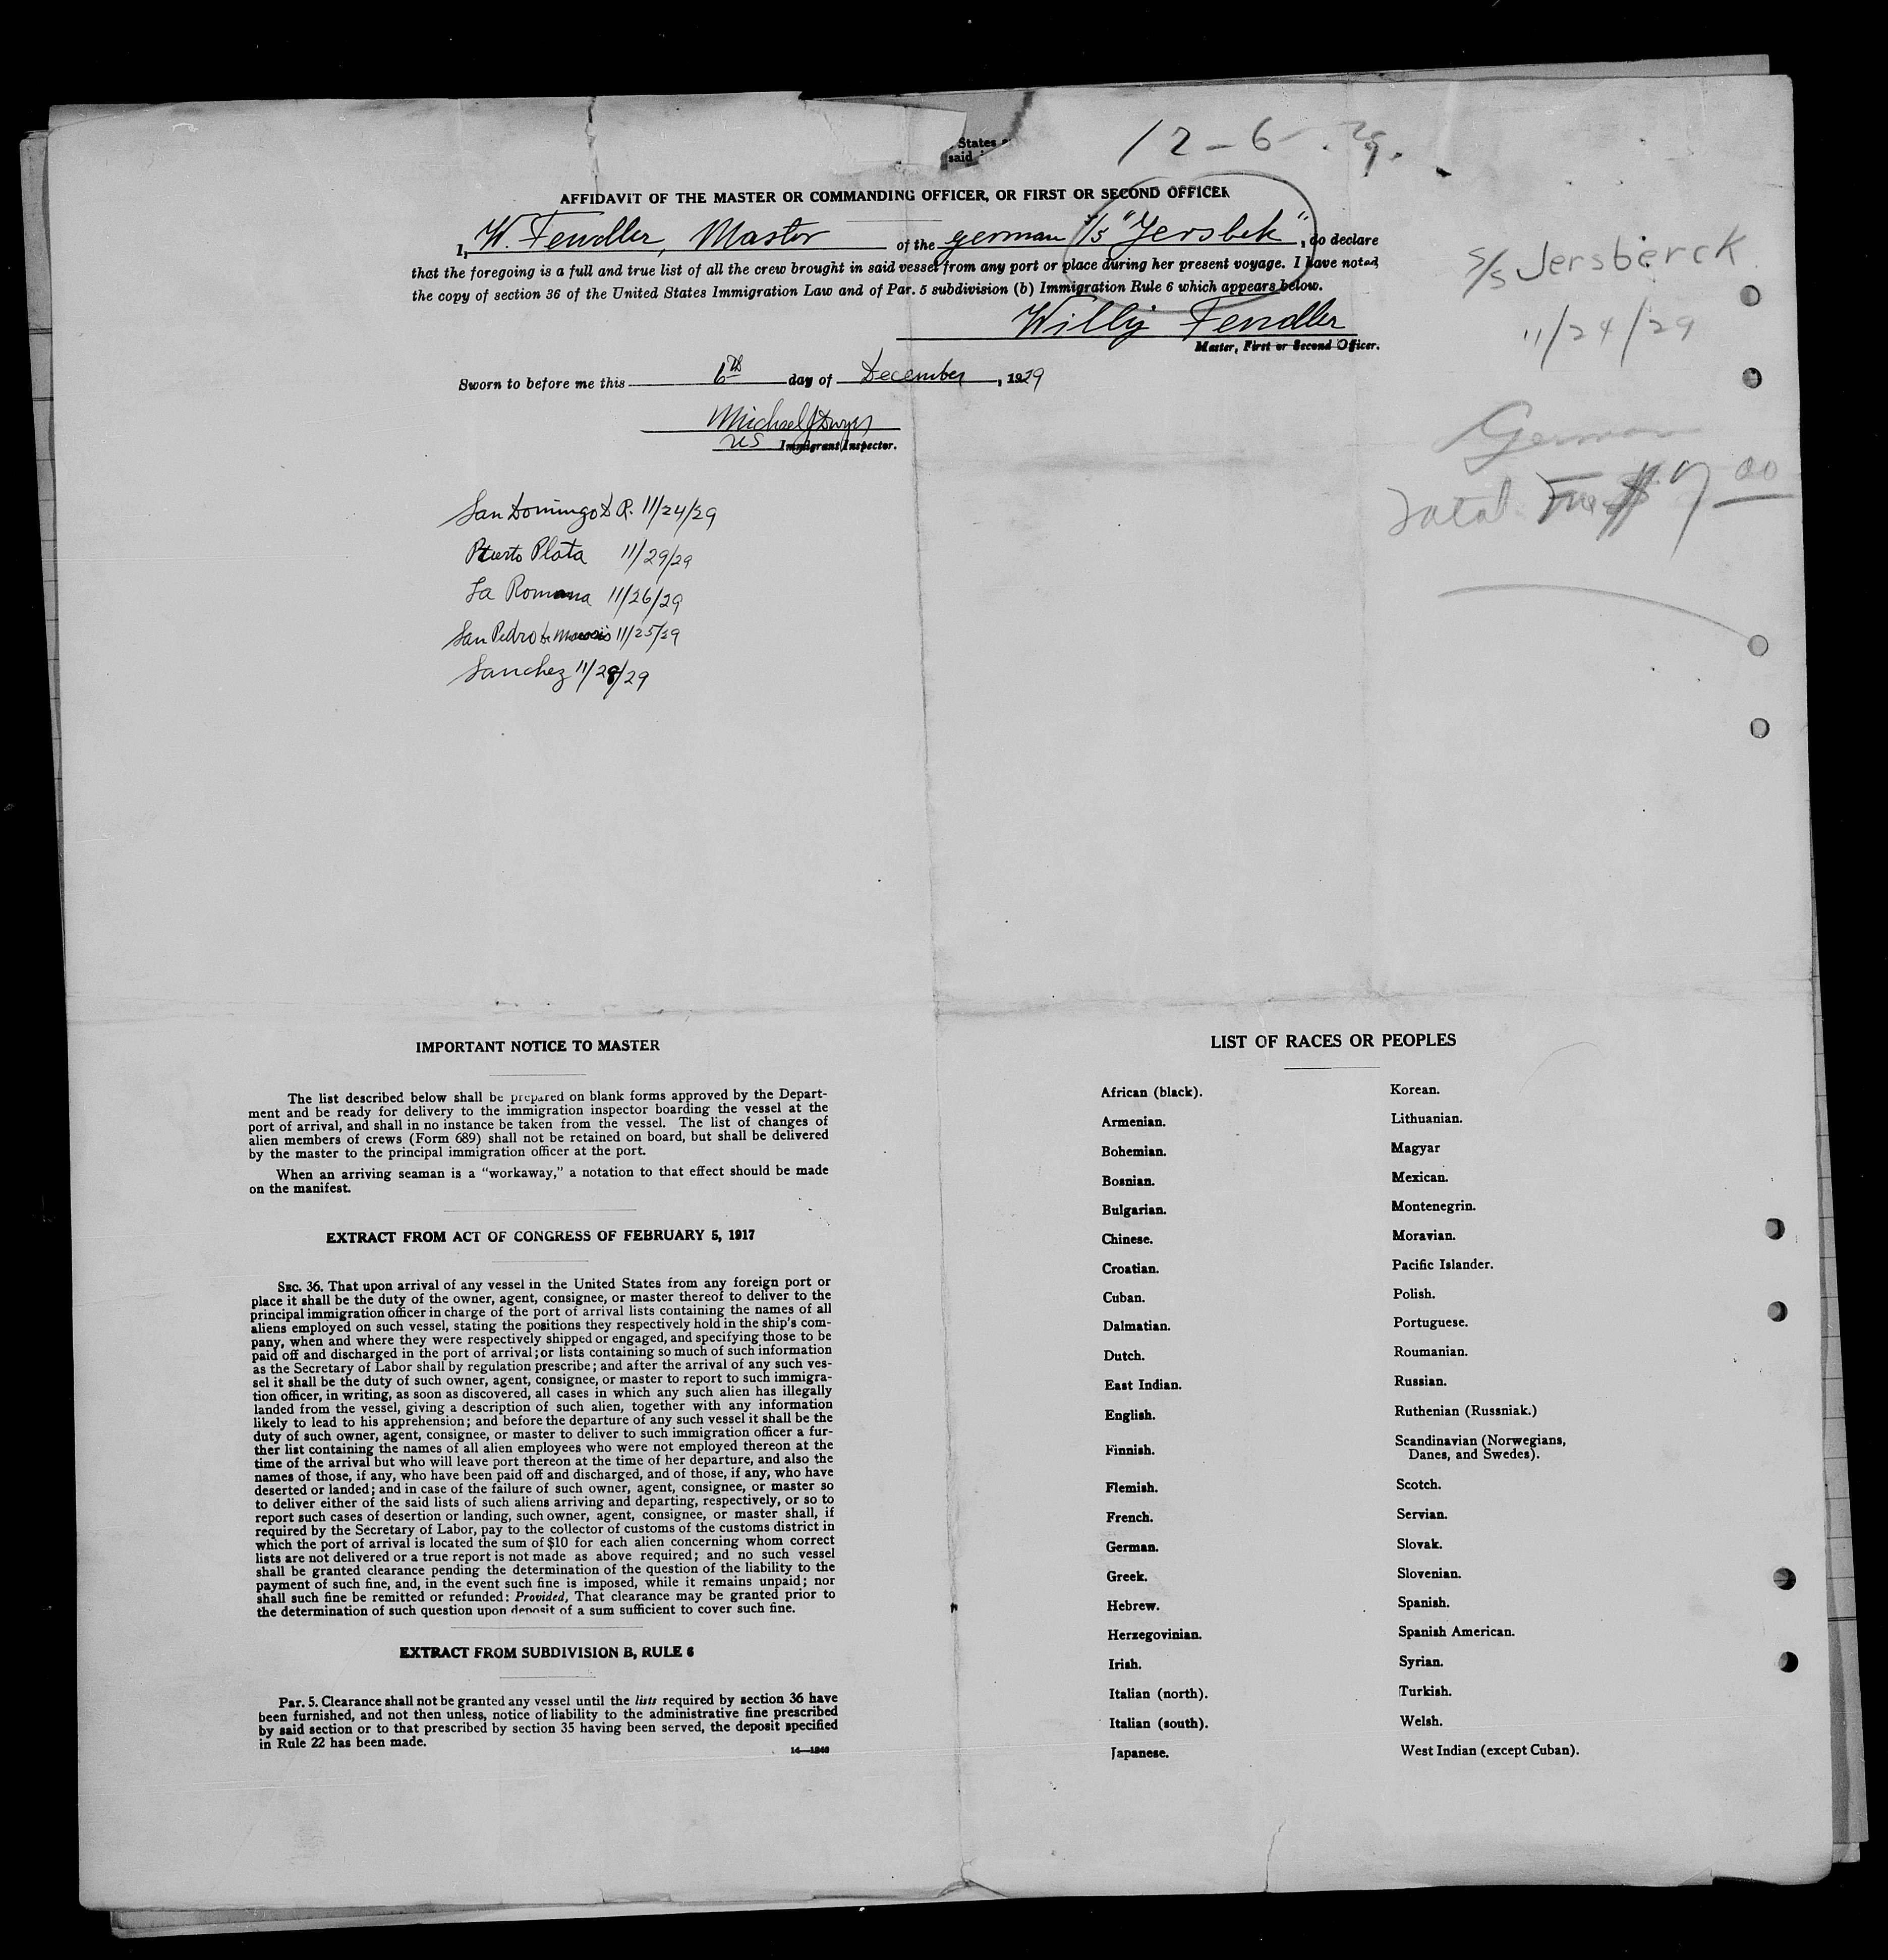 States
said
12-6-29.
AFFIDAVIT OF THE MASTER OR COMMANDING OFFICER, OR FIRST OR SECOND OFFICER
I, W. Fendler, Master of the german S/S "Jersbek", do declare
that the foregoing is a full and true list of all the crew brought in said vessel from any port or place during her present voyage. I have noted
the copy of section 36 of the United States Immigration Law and of Par. 5 subdivision (b) Immigration Rule 6 which appears below.
Willy Fendler
Master, First or Second Officer.
Sworn to before me this 6th day of December, 1929
Michael J Dwyer
US Immigrant Inspector.
S/S Jersberck
11/24/29
German
Total $9 00
San Domingo D R. 11/24/29
Puerto Plata 11/29/29
La Romana 11/26/29
San Pedro de Macoris 11/25/29
Sanchez 11/28/29
IMPORTANT NOTICE TO MASTER
The list described below shall be prepared on blank forms approved by the Depart-
ment and be ready for delivery to the immigration inspector boarding the vessel at the
port of arrival, and shall in no instance be taken from the vessel. The list of changes of
alien members of crews (Form 689) shall not be retained on board, but shall be delivered
by the master to the principal immigration officer at the port.
When an arriving seaman is a "workaway," a notation to that effect should be made
on the manifest.
EXTRACT FROM ACT OF CONGRESS OF FEBRUARY 5, 1917
SEC. 36. That upon arrival of any vessel in the United States from any foreign port or
place it shall be the duty of the owner, agent, consignee, or master thereof to deliver to the
principal immigration officer in charge of the port of arrival lists containing the names of all
aliens employed on such vessel, stating the positions they respectively hold in the ship's com-
pany, when and where they were respectively shipped or engaged, and specifying those to be
paid off and discharged in the port of arrival; or lists containing so much of such information
as the Secretary of Labor shall by regulation prescribe; and after the arrival of any such ves-
sel it shall be the duty of such owner, agent, consignee, or master to report to such immigra-
tion officer, in writing, as soon as discovered, all cases in which any such alien has illegally
landed from the vessel, giving a description of such alien, together with any information
likely to lead to his apprehension; and before the departure of any such vessel it shall be the
duty of such owner, agent, consignee, or master to deliver to such immigration officer a fur-
ther list containing the names of all alien employees who were not employed thereon at the
time of the arrival but who will leave port thereon at the time of her departure, and also the
names of those, if any, who have been paid off and discharged, and of those, if any, who have
deserted or landed; and in case of the failure of such owner, agent, consignee, or master so
to deliver either of the said lists of such aliens arriving and departing, respectively, or so to
report such cases of desertion or landing, such owner, agent, consignee, or master shall, if
required by the Secretary of Labor, pay to the collector of customs of the customs district in
which the port of arrival is located the sum of $10 for each alien concerning whom correct
lists are not delivered or a true report is not made as above required; and no such vessel
shall be granted clearance pending the determination of the question of the liability to the
payment of such fine, and, in the event such fine is imposed, while it remains unpaid; nor
shall such fine be remitted or refunded: Provided, That clearance may be granted prior to
the determination of such question upon deposit of a sum sufficient to cover such fine.
EXTRACT FROM SUBDIVISION B, RULE 6
Par. 5. Clearance shall not be granted any vessel until the lists required by section 36 have
been furnished, and not then unless, notice of liability to the administrative fine prescribed
by said section or to that prescribed by section 35 having been served, the deposit specified
in Rule 22 has been made.
14—1240
LIST OF RACES OR PEOPLES
African (black).
Armenian.
Bohemian.
Bosnian.
Bulgarian.
Chinese.
Croatian.
Cuban.
Dalmatian.
Dutch.
East Indian.
English.
Finnish.
Flemish.
French.
German.
Greek.
Hebrew.
Herzegovinian.
Irish.
Italian (north).
Italian (south).
Japanese.
Korean.
Lithuanian.
Magyar
Mexican.
Montenegrin.
Moravian.
Pacific Islander.
Polish.
Portuguese.
Roumanian.
Russian.
Ruthenian (Russniak.)
Scandinavian (Norwegians,
Danes, and Swedes).
Scotch.
Servian.
Slovak.
Slovenian.
Spanish.
Spanish American.
Syrian.
Turkish.
Welsh.
West Indian (except Cuban).